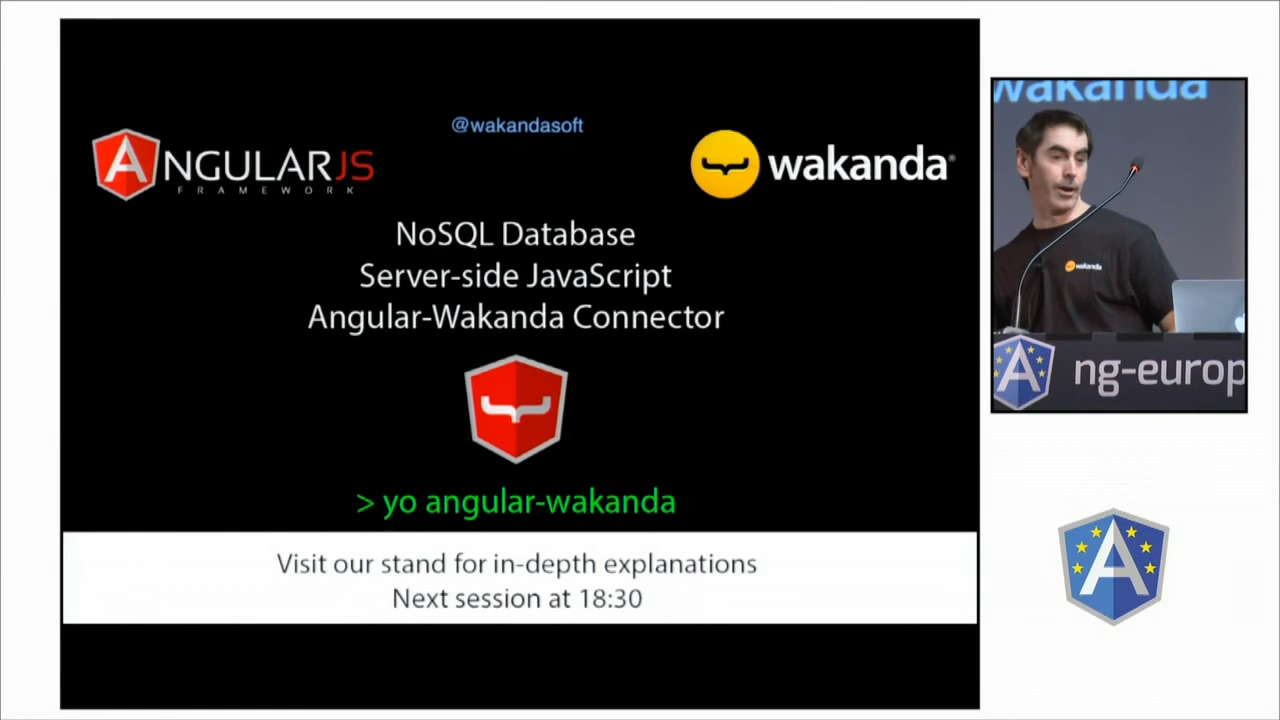 @wakandasoft
ANGULARJS
FRAMEWORK
wakanda®
NoSQL Database
Server-side JavaScript
Angular-Wakanda Connector
> yo angular-wakanda
Visit our stand for in-depth explanations
Next session at 18:30
wakanda
wakanda
A ng-europ
A